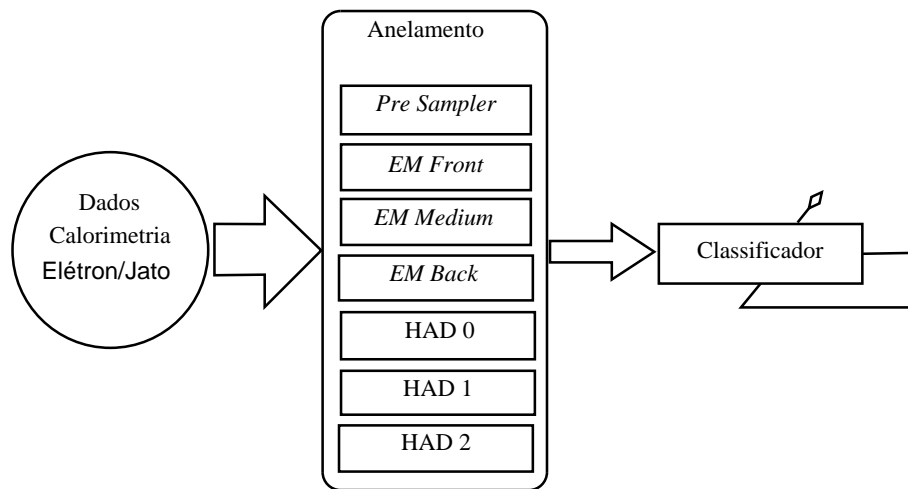 Dados
Calorimetria
Elétron/Jato
Anelamento
Pre Sampler
EM Front
EM Medium
EM Back
HAD 0
HAD 1
HAD 2
Classificador